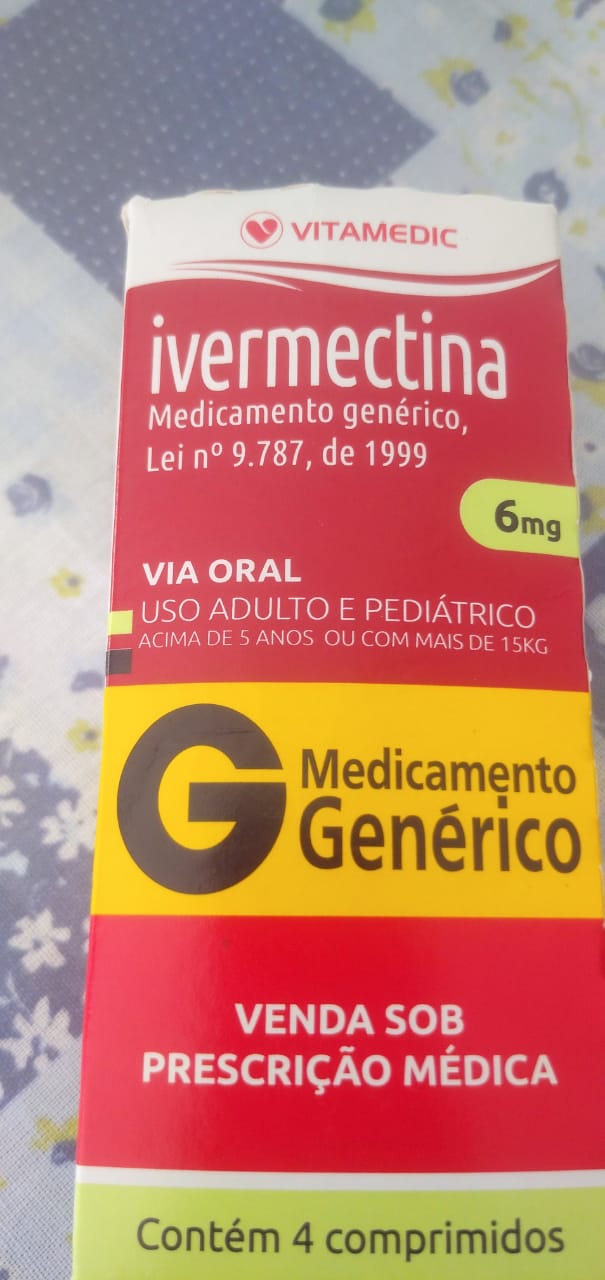 VITAMEDIC
ivermectina
Medicamento genérico,
Lei nº 9.787, de 1999
6mg
VIA ORAL
USO ADULTO E PEDIÁTRICO
ACIMA DE 5 ANOS OU COM MAIS DE 15KG
G
Medicamento
Genérico
VENDA SOB
PRESCRIÇÃO MÉDICA
Contém 4 comprimidos